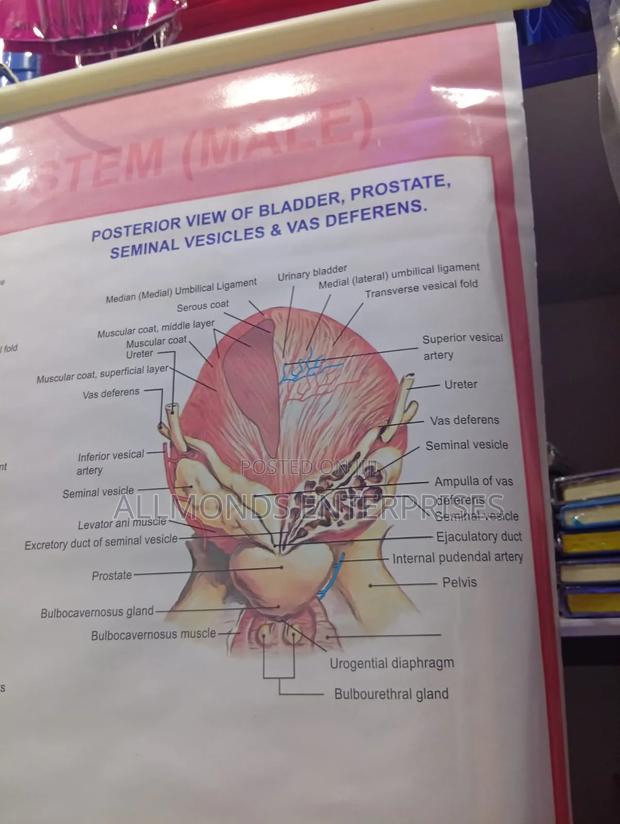 STEM (MALE)
POSTERIOR VIEW OF BLADDER, PROSTATE,
SEMINAL VESICLES & VAS DEFERENS.
Median (Medial) Umbilical Ligament
Urinary bladder
Medial (lateral) umbilical ligament
Transverse vesical fold
Serous coat
Muscular coat, middle layer
Muscular coat
Ureter
Muscular coat, superficial layer
Vas deferens
Inferior vesical
artery
Seminal vesicle
Levator ani muscle
Excretory duct of seminal vesicle
Prostate
Bulbocavernosus gland
Bulbocavernosus muscle
Superior vesical
artery
Ureter
Vas deferens
Seminal vesicle
Ampulla of vas
deferens
Seminal vesicle
Ejaculatory duct
Internal pudendal artery
Pelvis
Urogential diaphragm
Bulbourethral gland
fold
s
POSTED ON JIJI
ALLMONDS ENTERPRISES